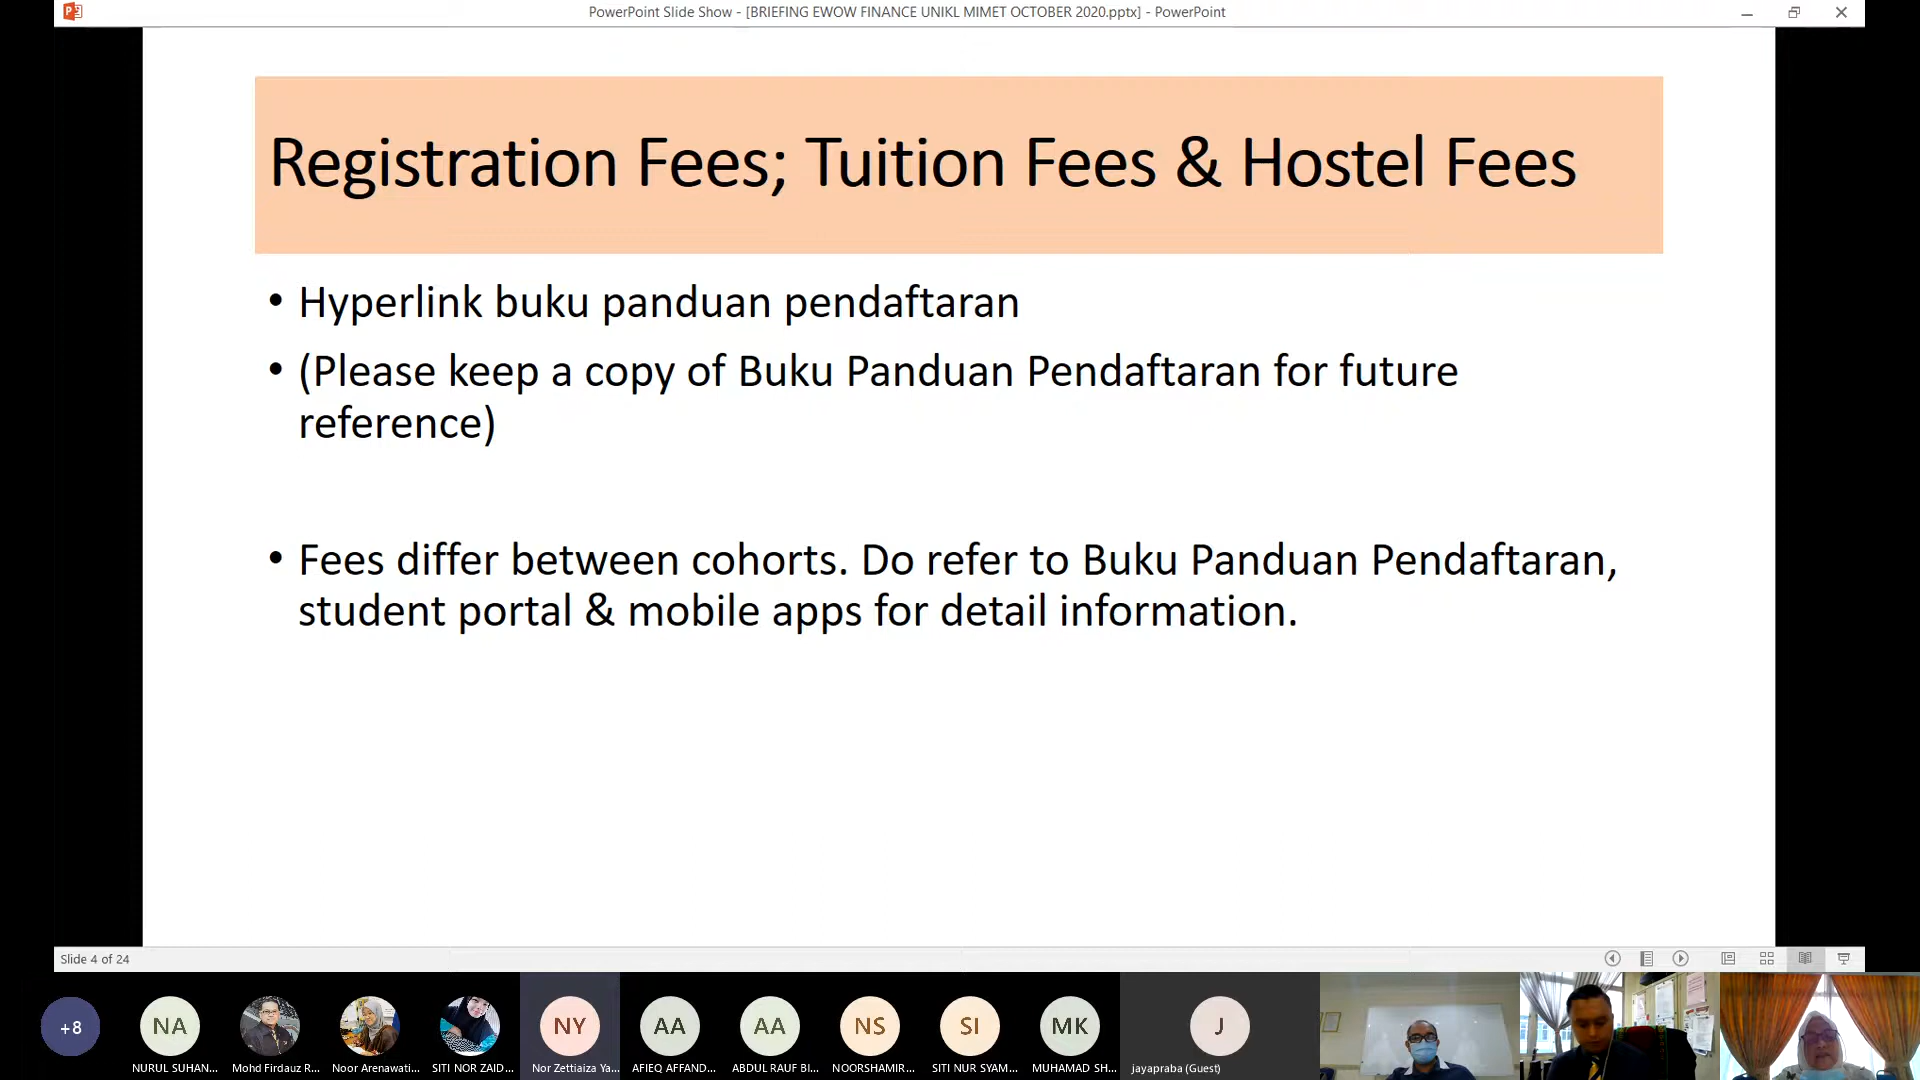 PowerPoint Slide Show - [BRIEFING EWOW FINANCE UNIKL MIMET OCTOBER 2020.pptx] - PowerPoint
Registration Fees; Tuition Fees & Hostel Fees
• Hyperlink buku panduan pendaftaran
• (Please keep a copy of Buku Panduan Pendaftaran for future
reference)
• Fees differ between cohorts. Do refer to Buku Panduan Pendaftaran,
student portal & mobile apps for detail information.
Slide 4 of 24
+8
NA
NY
AA
AA
NS
SI
MK
J
NURUL SUHAN...
Mohd Firdauz R...
Noor Arenawati...
SITI NOR ZAID...
Nor Zettiaiza Ya...
AFIEQ AFFAND...
ABDUL RAUF BI...
NOORSHAMIR...
SITI NUR SYAM...
MUHAMAD SH...
jayapraba (Guest)